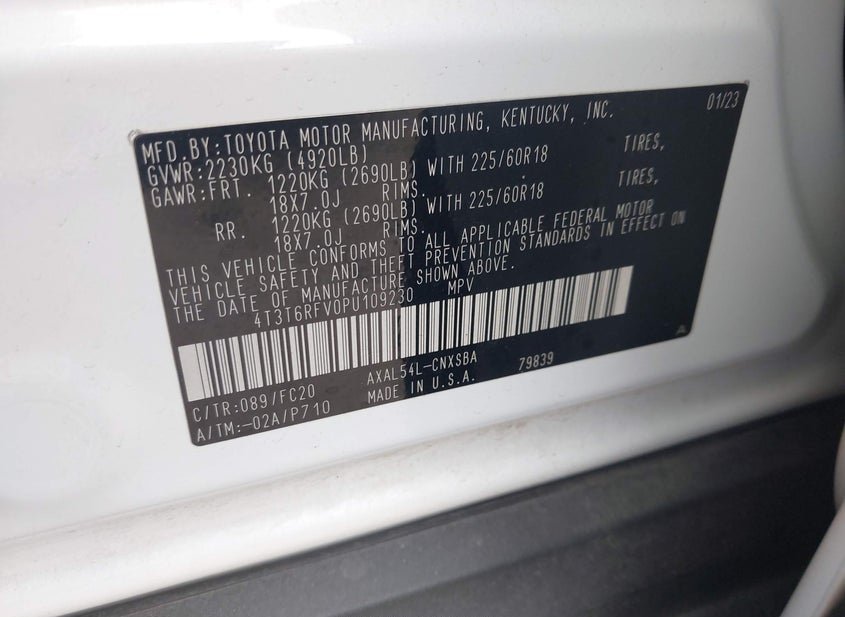 01/23
MFD.BY:TOYOTA MOTOR MANUFACTURING, KENTUCKY, INC.
GVWR:2230KG (4920LB)
GAWR:FRT. 1220KG (2690LB) WITH 225/60R18 TIRES,
18X7.0J RIMS.
RR. 1220KG (2690LB) WITH 225/60R18 TIRES,
18X7.0J RIMS.
THIS VEHICLE CONFORMS TO ALL APPLICABLE FEDERAL MOTOR
VEHICLE SAFETY AND THEFT PREVENTION STANDARDS IN EFFECT ON
THE DATE OF MANUFACTURE SHOWN ABOVE.
4T3T6RFV0PU109230 MPV
A
C/TR:089/FC20 AXAL54L-CNXSBA 79839
A/TM:-02A/P710 MADE IN U.S.A.